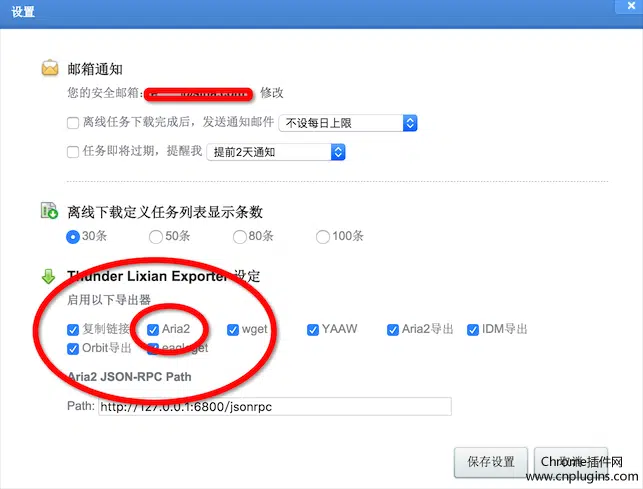 设置
邮箱通知
您的安全邮箱: 修改
离线任务下载完成后，发送通知邮件 不设每日上限
任务即将过期，提醒我 提前2天通知
离线下载定义任务列表显示条数
30条 50条 80条 100条
Thunder Lixian Exporter 设定
启用以下导出器
复制链接 Aria2 wget YAAW Aria2导出 IDM导出
Orbit导出 eagleget
Aria2 JSON-RPC Path
Path: http://127.0.0.1:6800/jsonrpc
保存设置 取消
Chrome插件网
www.cnplugins.com